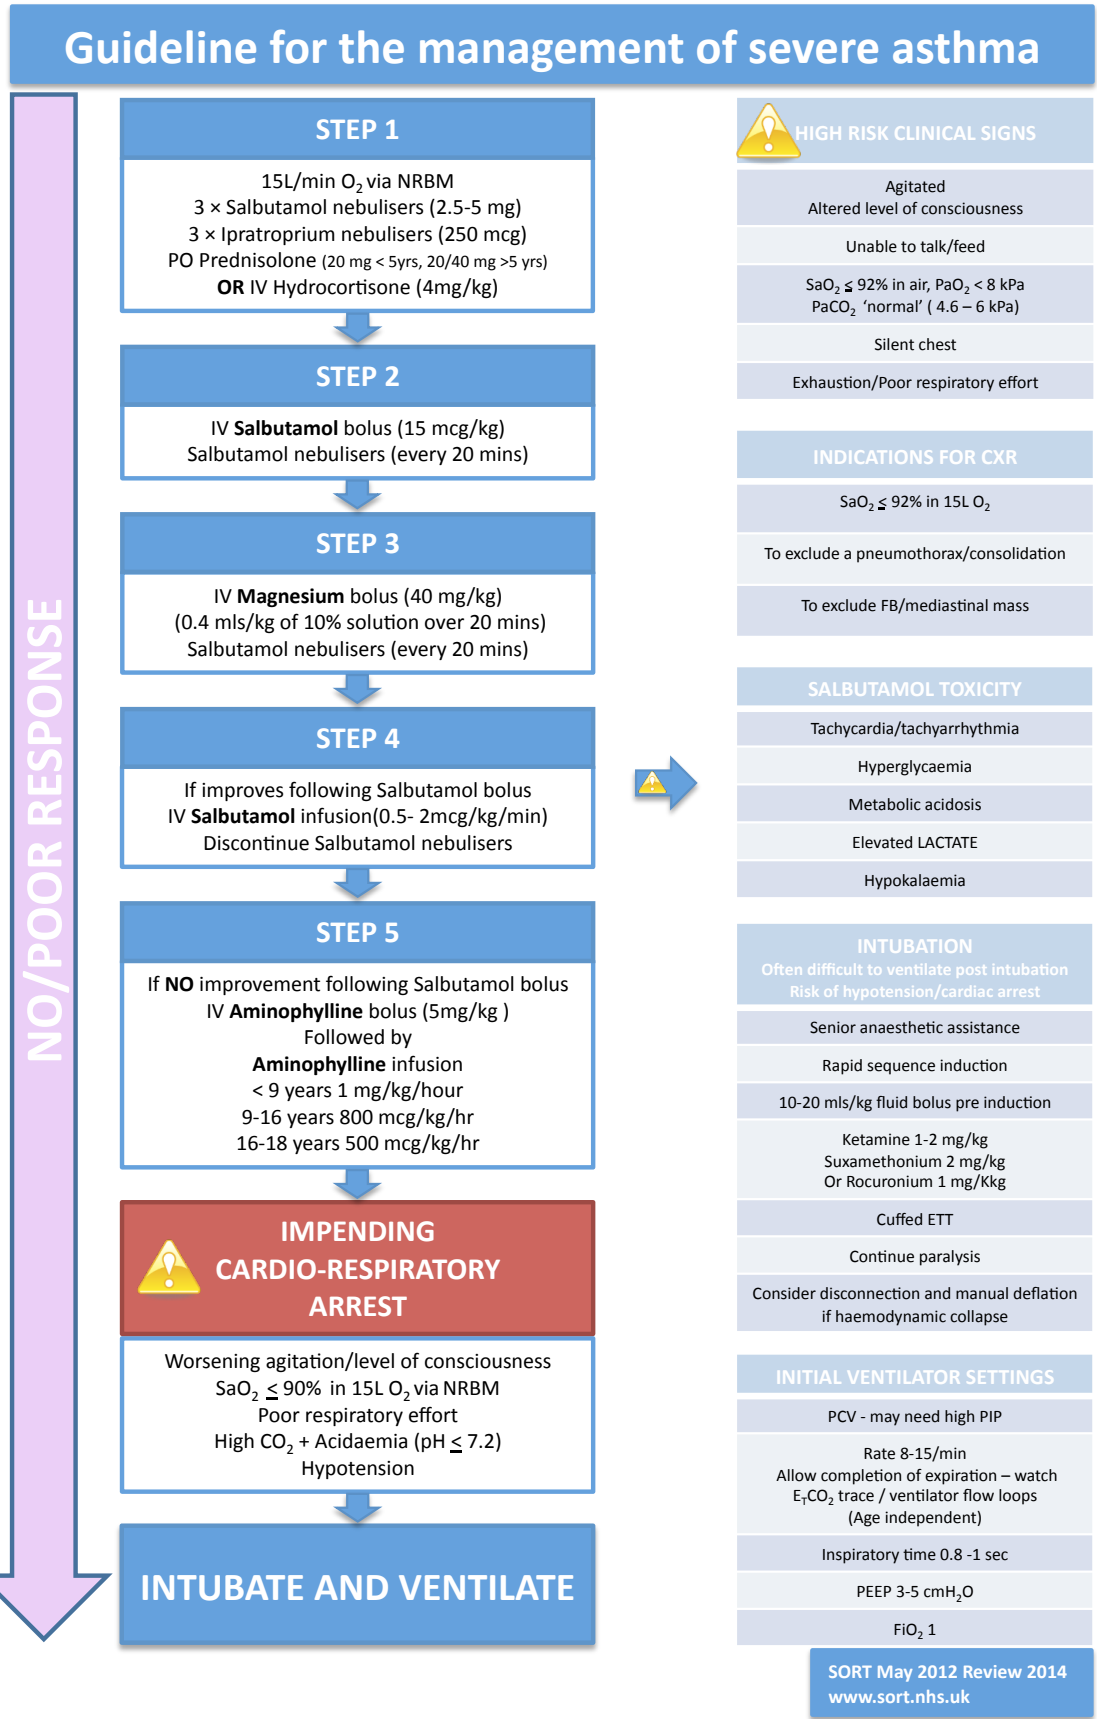 Guideline for the management of severe asthma
NO/POOR RESPONSE
STEP 1
15L/min O₂ via NRBM
3 × Salbutamol nebulisers (2.5-5 mg)
3 × Ipratroprium nebulisers (250 mcg)
PO Prednisolone (20 mg < 5yrs, 20/40 mg >5 yrs)
OR IV Hydrocortisone (4mg/kg)
STEP 2
IV Salbutamol bolus (15 mcg/kg)
Salbutamol nebulisers (every 20 mins)
STEP 3
IV Magnesium bolus (40 mg/kg)
(0.4 mls/kg of 10% solution over 20 mins)
Salbutamol nebulisers (every 20 mins)
STEP 4
If improves following Salbutamol bolus
IV Salbutamol infusion(0.5- 2mcg/kg/min)
Discontinue Salbutamol nebulisers
STEP 5
If NO improvement following Salbutamol bolus
IV Aminophylline bolus (5mg/kg )
Followed by
Aminophylline infusion
< 9 years 1 mg/kg/hour
9-16 years 800 mcg/kg/hr
16-18 years 500 mcg/kg/hr
IMPENDING
CARDIO-RESPIRATORY
ARREST
Worsening agitation/level of consciousness
SaO₂ ≤ 90% in 15L O₂ via NRBM
Poor respiratory effort
High CO₂ + Acidaemia (pH ≤ 7.2)
Hypotension
INTUBATE AND VENTILATE
HIGH RISK CLINICAL SIGNS
Agitated
Altered level of consciousness
Unable to talk/feed
SaO₂ ≤ 92% in air, PaO₂ < 8 kPa
PaCO₂ ‘normal’ ( 4.6 – 6 kPa)
Silent chest
Exhaustion/Poor respiratory effort
INDICATIONS FOR CXR
SaO₂ ≤ 92% in 15L O₂
To exclude a pneumothorax/consolidation
To exclude FB/mediastinal mass
SALBUTAMOL TOXICITY
Tachycardia/tachyarrhythmia
Hyperglycaemia
Metabolic acidosis
Elevated LACTATE
Hypokalaemia
INTUBATION
Often difficult to ventilate post intubation
Risk of hypotension/cardiac arrest
Senior anaesthetic assistance
Rapid sequence induction
10-20 mls/kg fluid bolus pre induction
Ketamine 1-2 mg/kg
Suxamethonium 2 mg/kg
Or Rocuronium 1 mg/Kkg
Cuffed ETT
Continue paralysis
Consider disconnection and manual deflation
if haemodynamic collapse
INITIAL VENTILATOR SETTINGS
PCV - may need high PIP
Rate 8-15/min
Allow completion of expiration – watch
EᴛCO₂ trace / ventilator flow loops
(Age independent)
Inspiratory time 0.8 -1 sec
PEEP 3-5 cmH₂O
FiO₂ 1
SORT May 2012 Review 2014
www.sort.nhs.uk